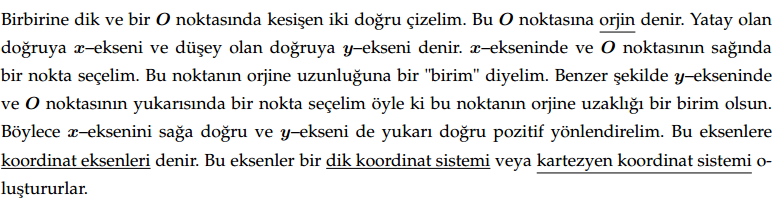 Birbirine dik ve bir O noktasında kesişen iki doğru çizelim. Bu O noktasına orjin denir. Yatay olan
doğruya x–ekseni ve düşey olan doğruya y–ekseni denir. x–ekseninde ve O noktasının sağında
bir nokta seçelim. Bu noktanın orjine uzunluğuna bir "birim" diyelim. Benzer şekilde y–ekseninde
ve O noktasının yukarısında bir nokta seçelim öyle ki bu noktanın orjine uzaklığı bir birim olsun.
Böylece x–eksenini sağa doğru ve y–ekseni de yukarı doğru pozitif yönlendirelim. Bu eksenlere
koordinat eksenleri denir. Bu eksenler bir dik koordinat sistemi veya kartezyen koordinat sistemi o-
luştururlar.